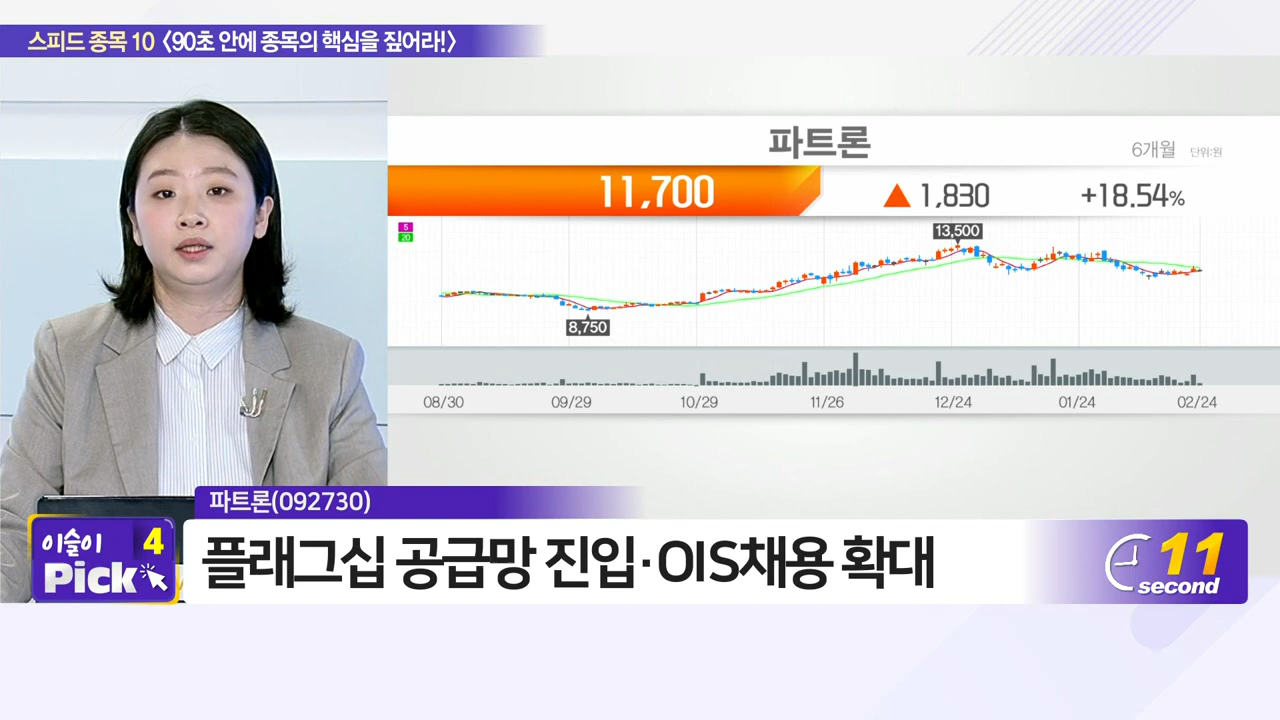 스피드 종목 10 <90초 안에 종목의 핵심을 짚어라!>
파트론
6개월 단위:원
11,700 ▲ 1,830 +18.54%
5
20
13,500
8,750
08/30 09/29 10/29 11/26 12/24 01/24 02/24
파트론(092730)
이슬이 4
Pick
플래그십 공급망 진입·OIS채용 확대
11
second